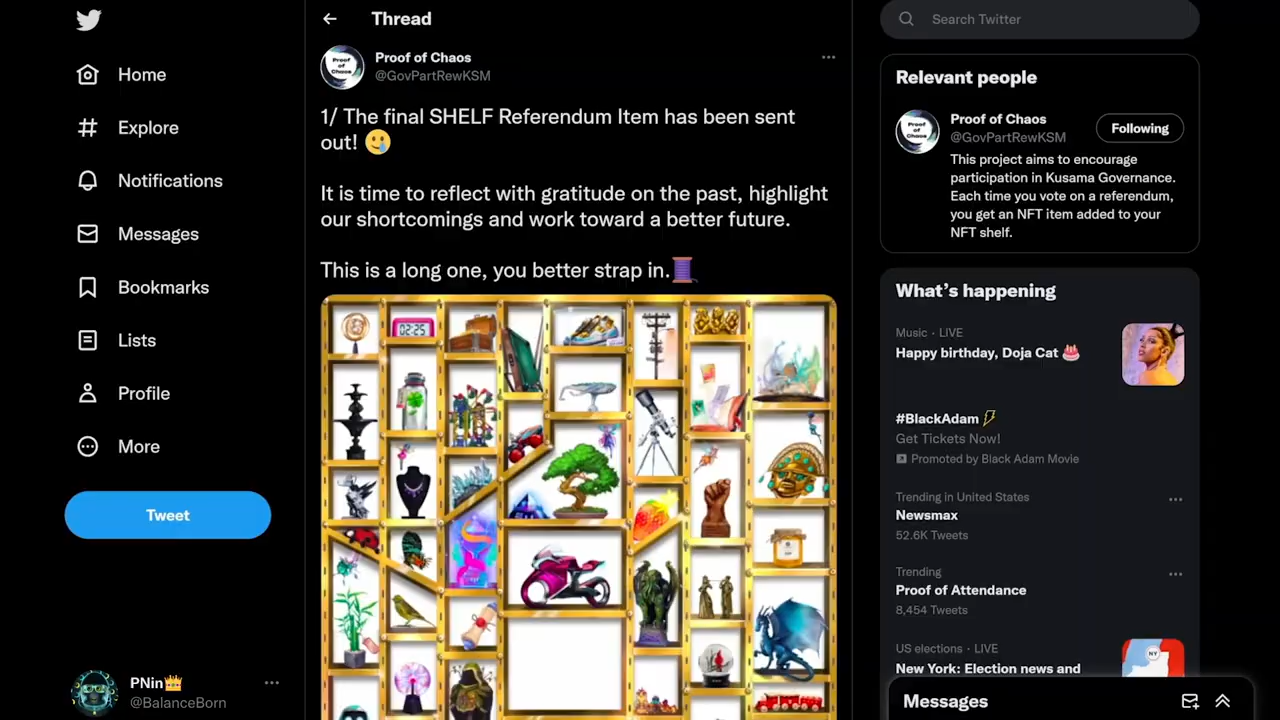 Home
Explore
Notifications
Messages
Bookmarks
Lists
Profile
More
Tweet
PNin👑
@BalanceBorn
Thread
Proof of Chaos
@GovPartRewKSM
1/ The final SHELF Referendum Item has been sent
out! 🥲
It is time to reflect with gratitude on the past, highlight
our shortcomings and work toward a better future.
This is a long one, you better strap in.🧵
02:25
Search Twitter
Relevant people
Proof of Chaos
@GovPartRewKSM
Following
This project aims to encourage
participation in Kusama Governance.
Each time you vote on a referendum,
you get an NFT item added to your
NFT shelf.
What's happening
Music · LIVE
Happy birthday, Doja Cat 🎂
#BlackAdam
Get Tickets Now!
Promoted by Black Adam Movie
Trending in United States
Newsmax
52.6K Tweets
Trending
Proof of Attendance
8,454 Tweets
US elections · LIVE
New York: Election news and
NY
Messages